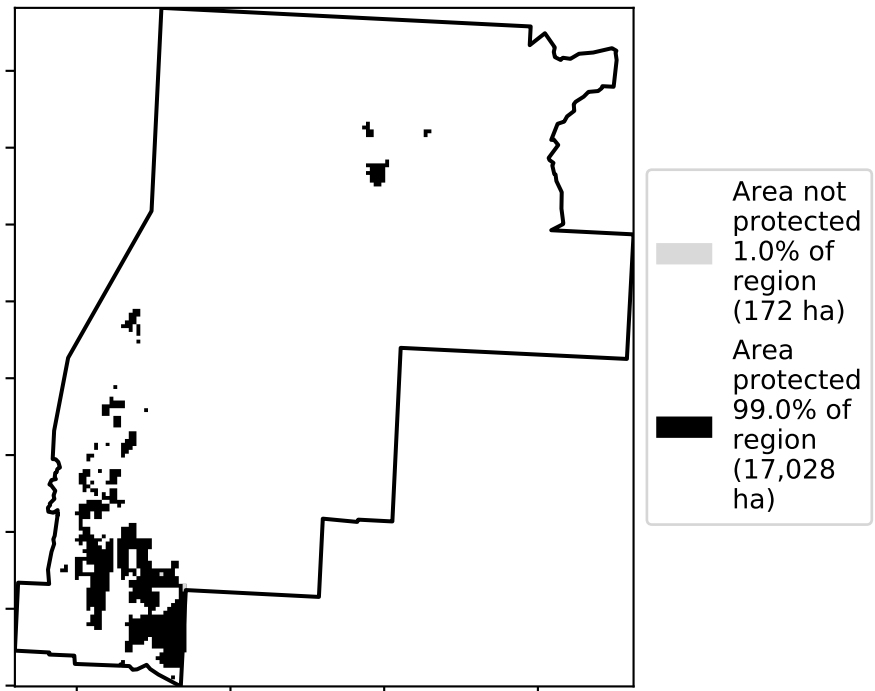 Area not
protected
1.0% of
region
(172 ha)
Area
protected
99.0% of
region
(17,028
ha)